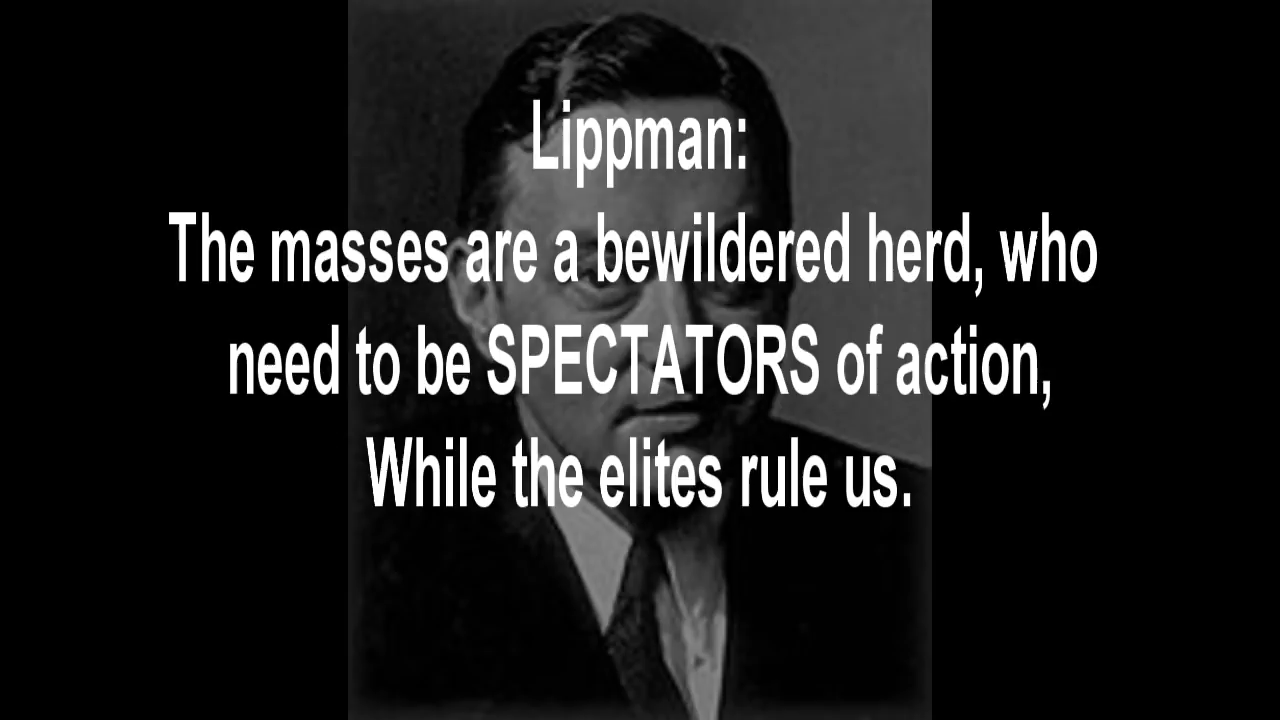 Lippman:
The masses are a bewildered herd, who
need to be SPECTATORS of action,
While the elites rule us.